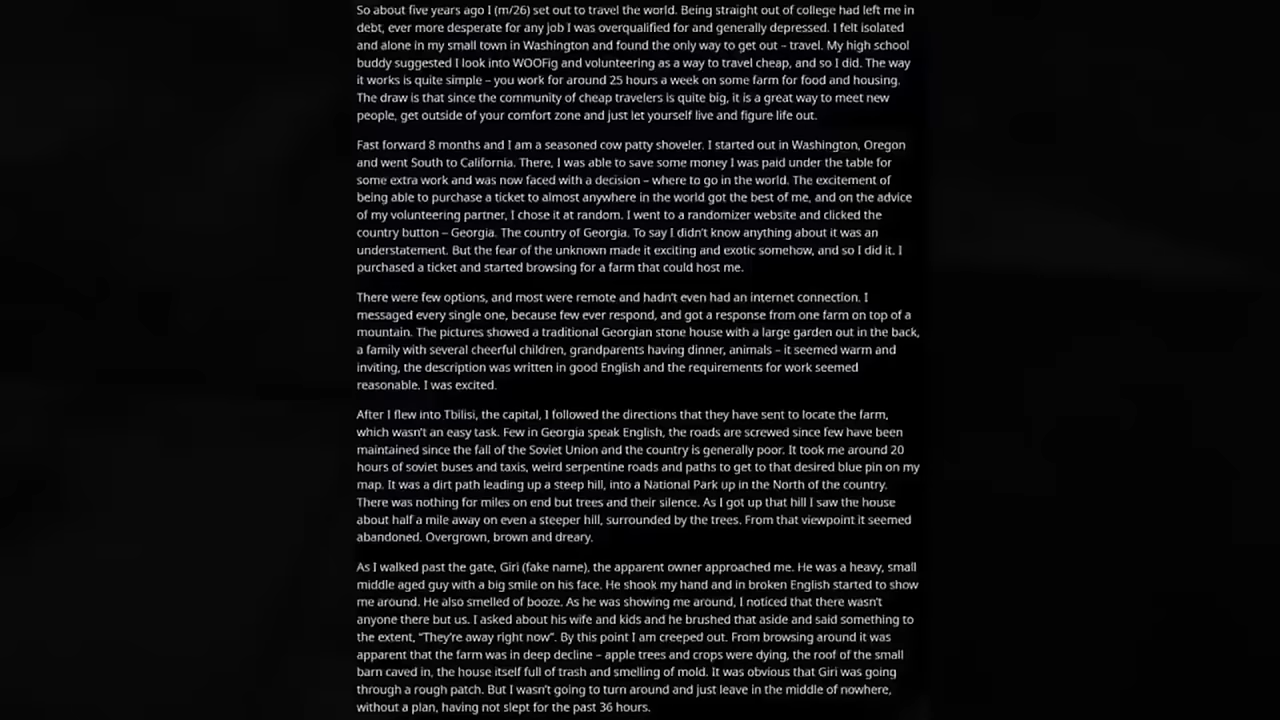 So about five years ago I (m/26) set out to travel the world. Being straight out of college had left me in
debt, ever more desperate for any job I was overqualified for and generally depressed. I felt isolated
and alone in my small town in Washington and found the only way to get out – travel. My high school
buddy suggested I look into WOOFig and volunteering as a way to travel cheap, and so I did. The way
it works is quite simple – you work for around 25 hours a week on some farm for food and housing.
The draw is that since the community of cheap travelers is quite big, it is a great way to meet new
people, get outside of your comfort zone and just let yourself live and figure life out.
Fast forward 8 months and I am a seasoned cow patty shoveler. I started out in Washington, Oregon
and went South to California. There, I was able to save some money I was paid under the table for
some extra work and was now faced with a decision – where to go in the world. The excitement of
being able to purchase a ticket to almost anywhere in the world got the best of me, and on the advice
of my volunteering partner, I chose it at random. I went to a randomizer website and clicked the
country button – Georgia. The country of Georgia. To say I didn't know anything about it was an
understatement. But the fear of the unknown made it exciting and exotic somehow, and so I did it. I
purchased a ticket and started browsing for a farm that could host me.
There were few options, and most were remote and hadn't even had an internet connection. I
messaged every single one, because few ever respond, and got a response from one farm on top of a
mountain. The pictures showed a traditional Georgian stone house with a large garden out in the back,
a family with several cheerful children, grandparents having dinner, animals – it seemed warm and
inviting, the description was written in good English and the requirements for work seemed
reasonable. I was excited.
After I flew into Tbilisi, the capital, I followed the directions that they have sent to locate the farm,
which wasn't an easy task. Few in Georgia speak English, the roads are screwed since few have been
maintained since the fall of the Soviet Union and the country is generally poor. It took me around 20
hours of soviet buses and taxis, weird serpentine roads and paths to get to that desired blue pin on my
map. It was a dirt path leading up a steep hill, into a National Park up in the North of the country.
There was nothing for miles on end but trees and their silence. As I got up that hill I saw the house
about half a mile away on even a steeper hill, surrounded by the trees. From that viewpoint it seemed
abandoned. Overgrown, brown and dreary.
As I walked past the gate, Giri (fake name), the apparent owner approached me. He was a heavy, small
middle aged guy with a big smile on his face. He shook my hand and in broken English started to show
me around. He also smelled of booze. As he was showing me around, I noticed that there wasn't
anyone there but us. I asked about his wife and kids and he brushed that aside and said something to
the extent, "They're away right now". By this point I am creeped out. From browsing around it was
apparent that the farm was in deep decline – apple trees and crops were dying, the roof of the small
barn caved in, the house itself full of trash and smelling of mold. It was obvious that Giri was going
through a rough patch. But I wasn't going to turn around and just leave in the middle of nowhere,
without a plan, having not slept for the past 36 hours.